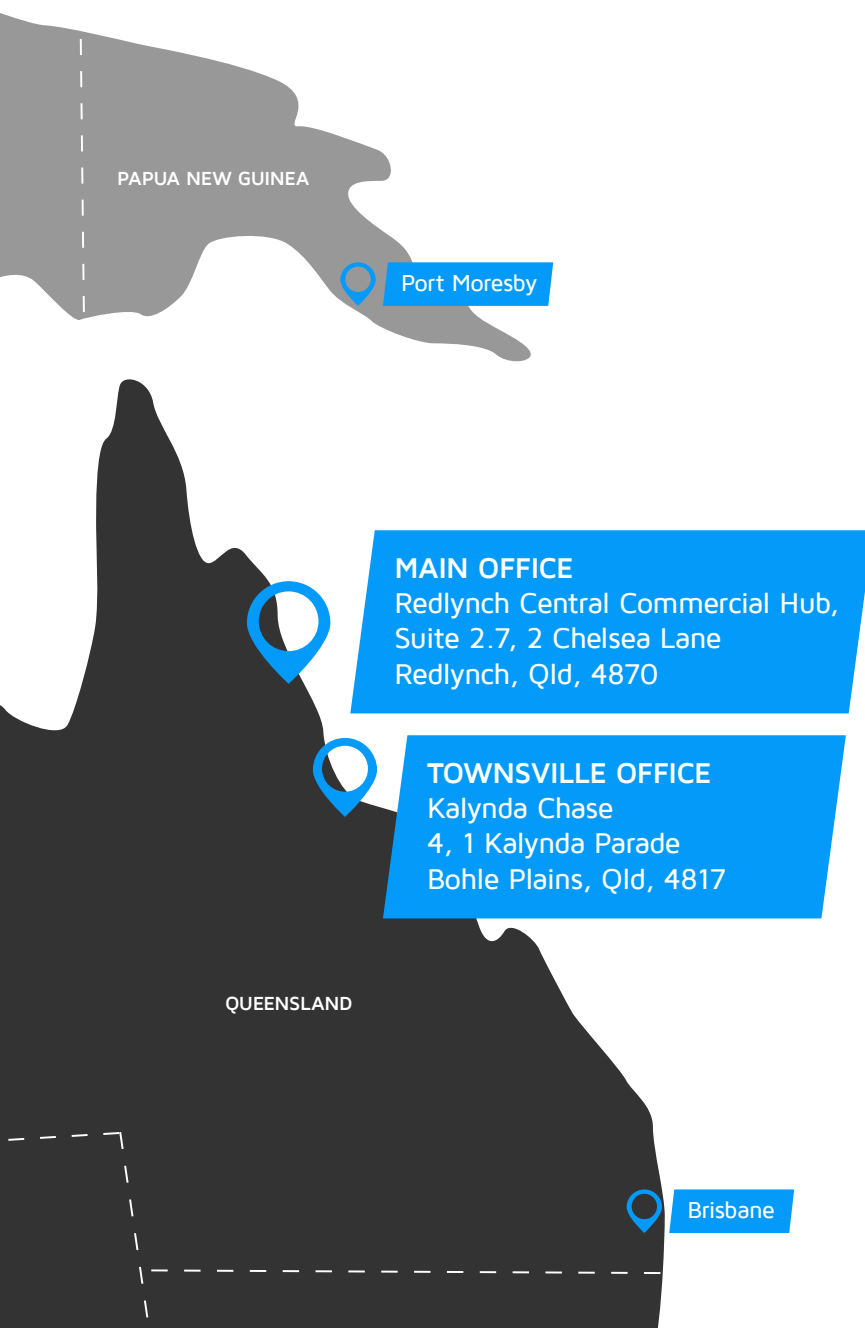 PAPUA NEW GUINEA
Port Moresby
MAIN OFFICE
Redlynch Central Commercial Hub,
Suite 2.7, 2 Chelsea Lane
Redlynch, Qld, 4870
TOWNSVILLE OFFICE
Kalynda Chase
4, 1 Kalynda Parade
Bohle Plains, Qld, 4817
QUEENSLAND
Brisbane